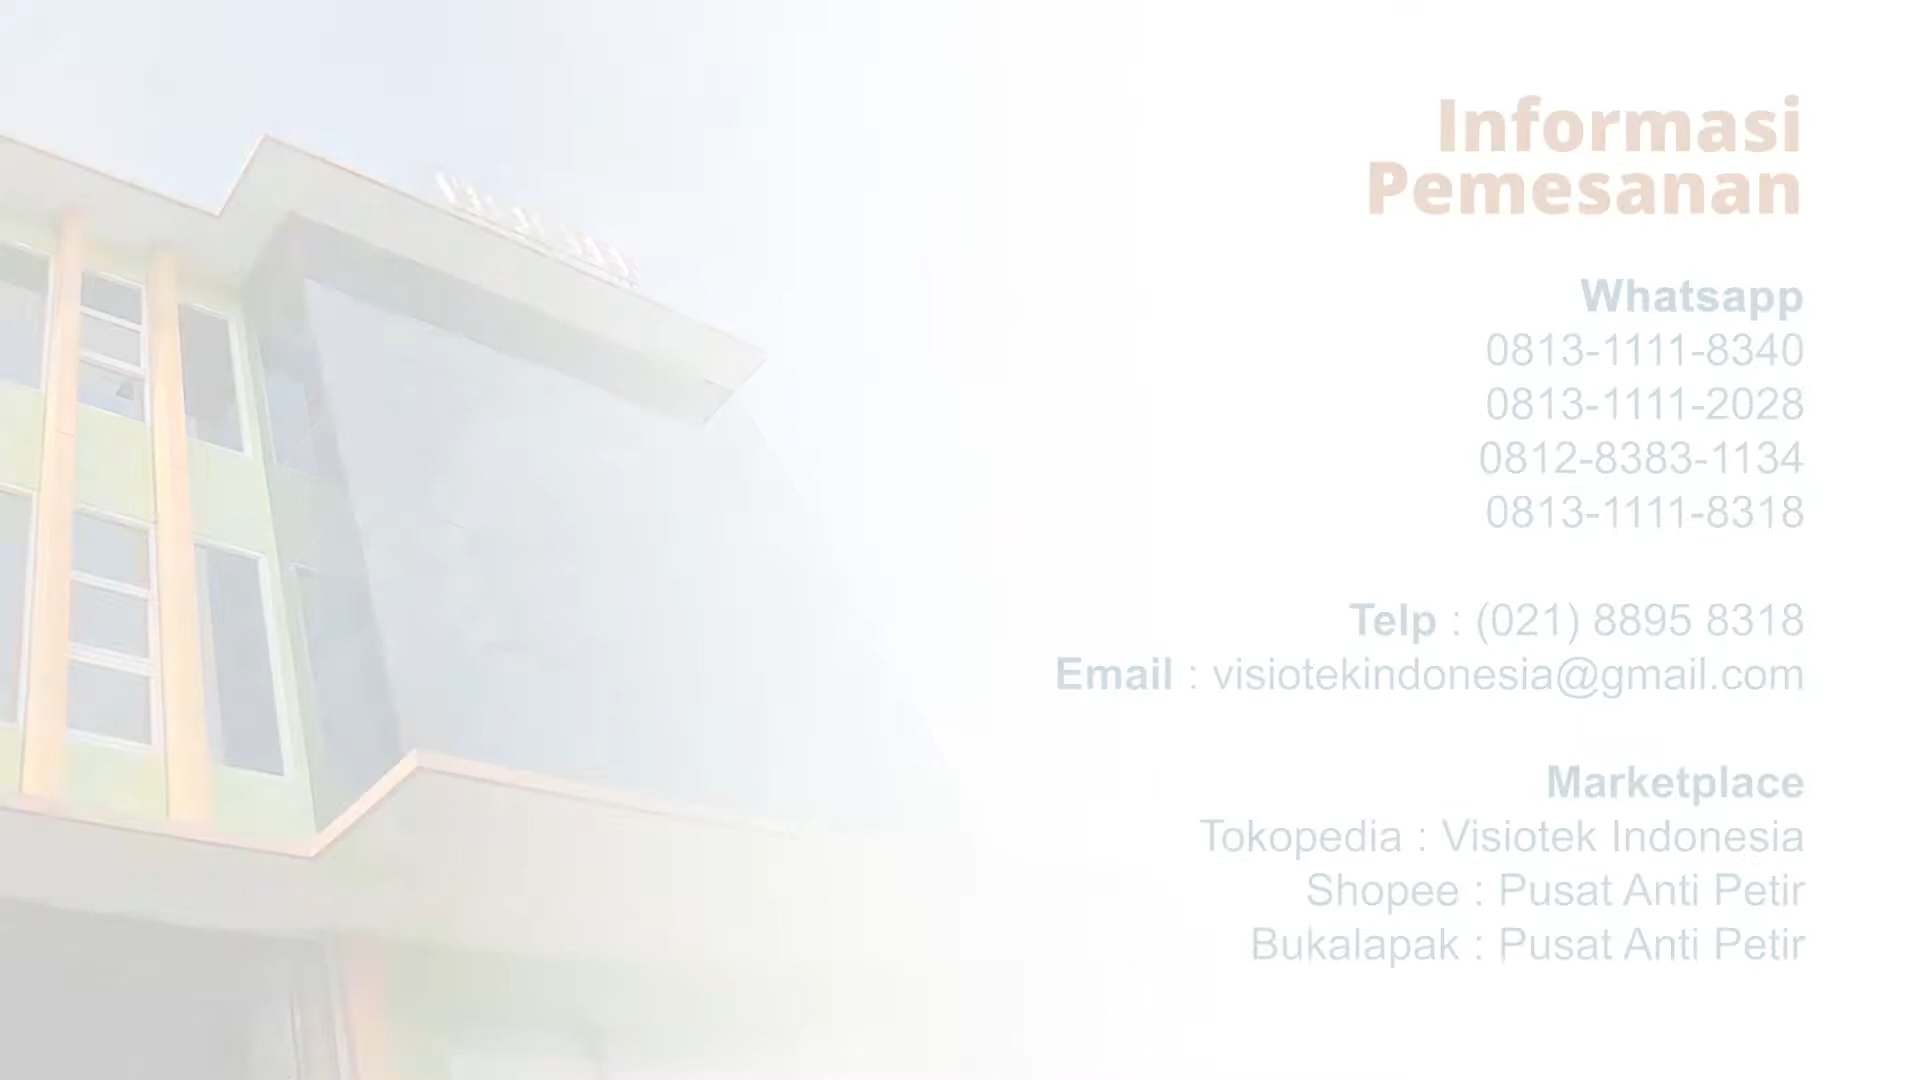 Informasi
Pemesanan
Whatsapp
0813-1111-8340
0813-1111-2028
0812-8383-1134
0813-1111-8318
Telp : (021) 8895 8318
Email : visiotekindonesia@gmail.com
Marketplace
Tokopedia : Visiotek Indonesia
Shopee : Pusat Anti Petir
Bukalapak : Pusat Anti Petir